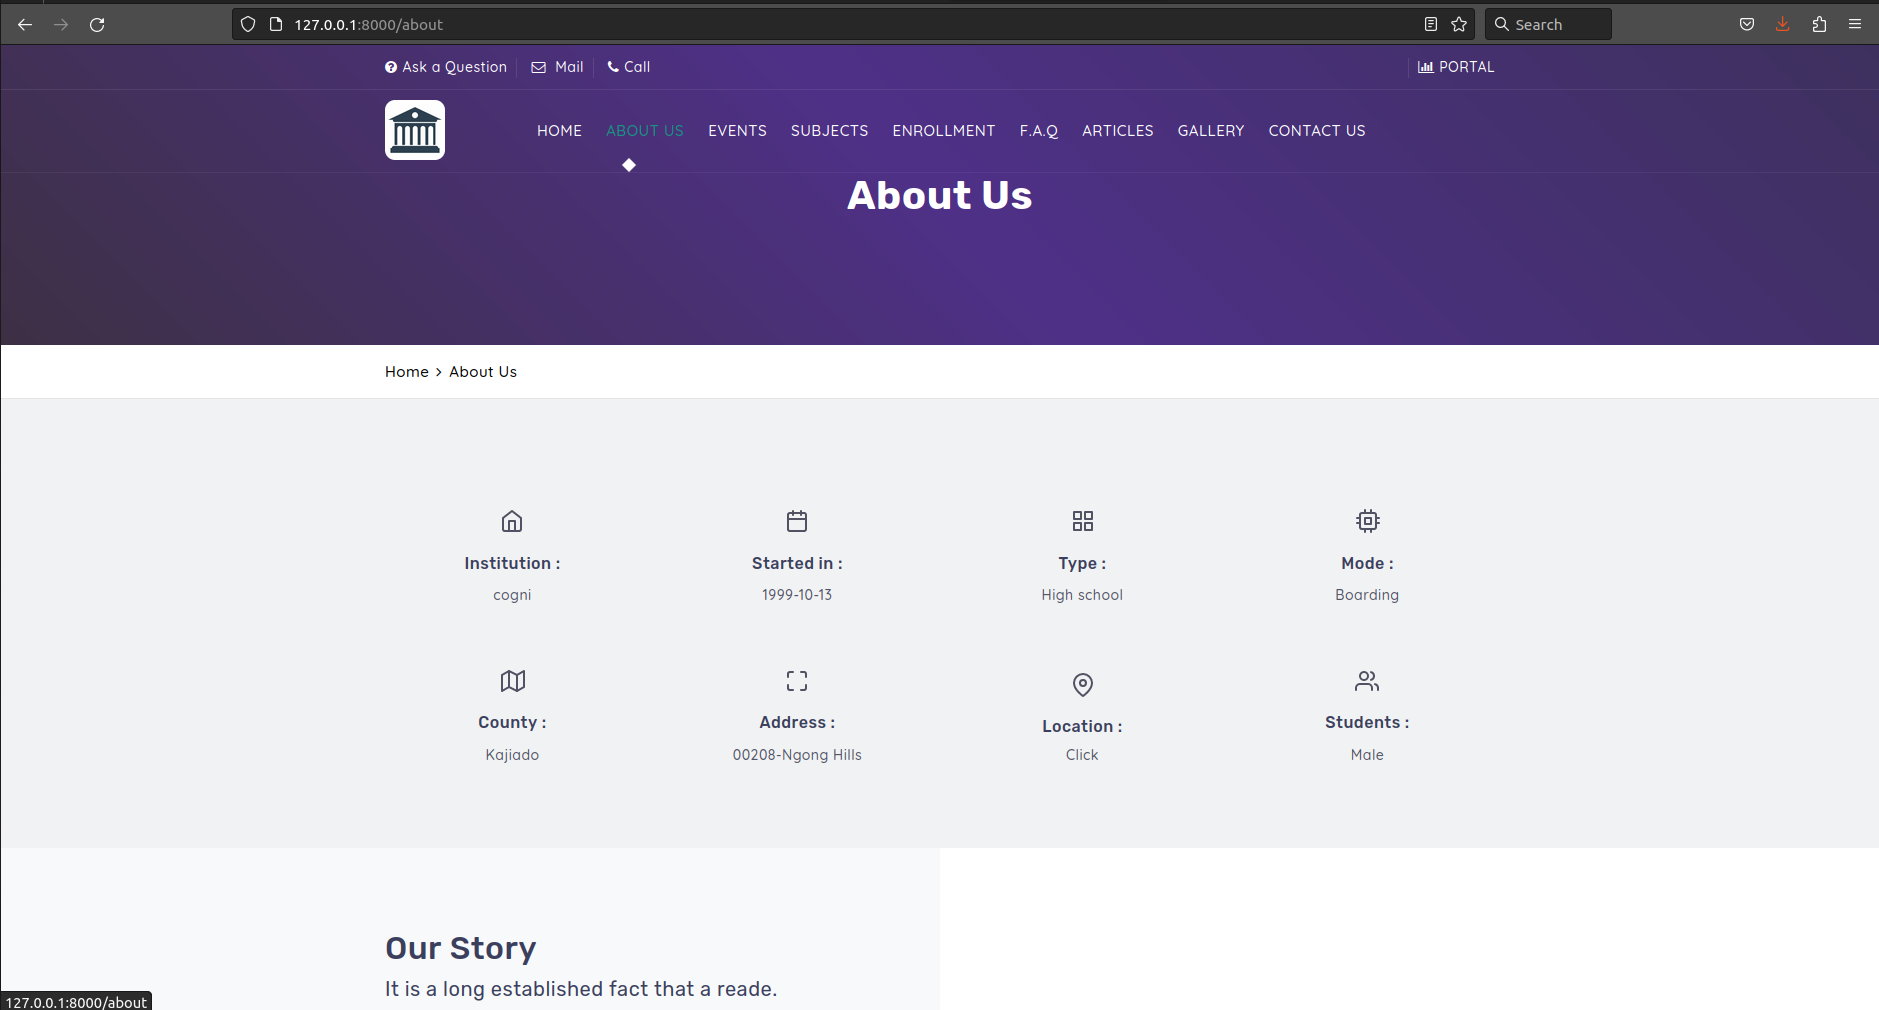 127.0.0.1:8000/about
Search
Ask a Question
Mail
Call
PORTAL
HOME
ABOUT US
EVENTS
SUBJECTS
ENROLLMENT
F.A.Q
ARTICLES
GALLERY
CONTACT US
About Us
Home > About Us
Institution :
cogni
Started in :
1999-10-13
Type :
High school
Mode :
Boarding
County :
Kajiado
Address :
00208-Ngong Hills
Location :
Click
Students :
Male
Our Story
It is a long established fact that a reade.
127.0.0.1:8000/about